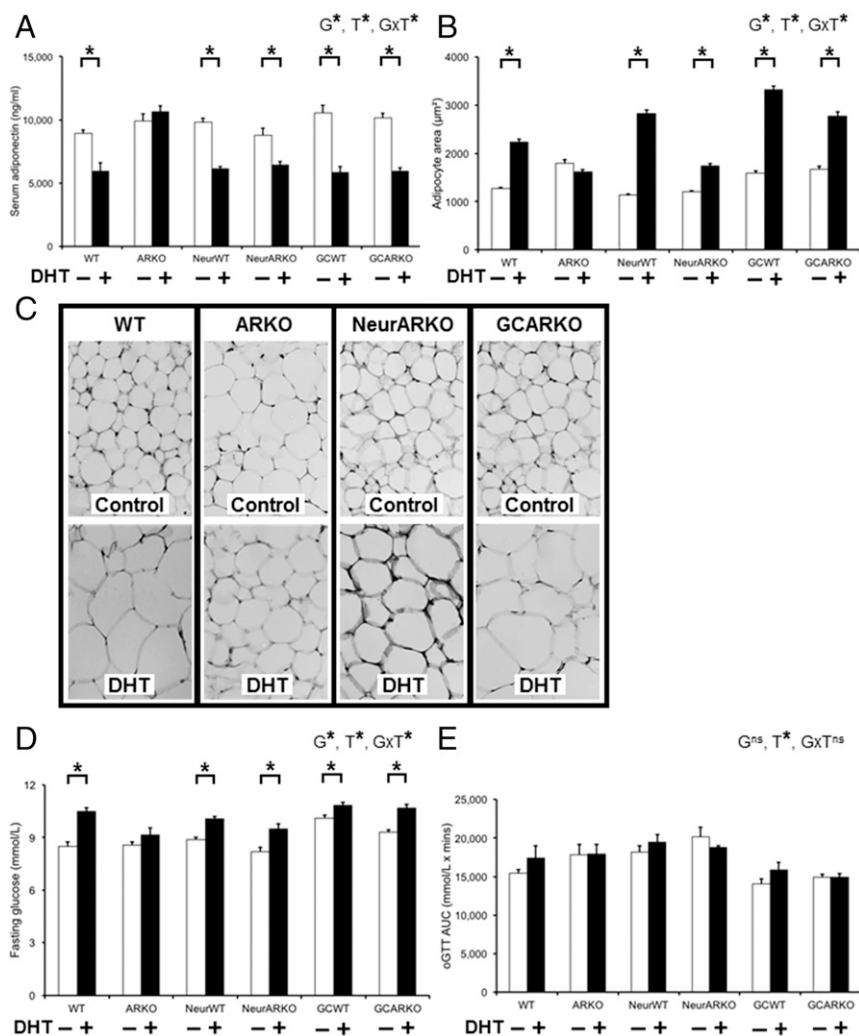 A
G*, T*, GxT*
* * * * *
15,000
10,000
5,000
0
Serum adiponectin (ng/ml)
WT ARKO NeurWT NeurARKO GCWT GCARKO
DHT − + − + − + − + − + − +
B
G*, T*, GxT*
* * * * *
4000
3000
2000
1000
0
Adipocyte area (µm²)
WT ARKO NeurWT NeurARKO GCWT GCARKO
DHT − + − + − + − + − + − +
C
WT ARKO NeurARKO GCARKO
Control Control Control Control
DHT DHT DHT DHT
D
G*, T*, GxT*
* * * * *
12
9
6
3
0
Fasting glucose (mmol/L)
WT ARKO NeurWT NeurARKO GCWT GCARKO
DHT − + − + − + − + − + − +
E
Gns, T*, GxTns
25,000
20,000
15,000
10,000
5,000
0
oGTT AUC (mmol/L x mins)
WT ARKO NeurWT NeurARKO GCWT GCARKO
DHT − + − + − + − + − + − +